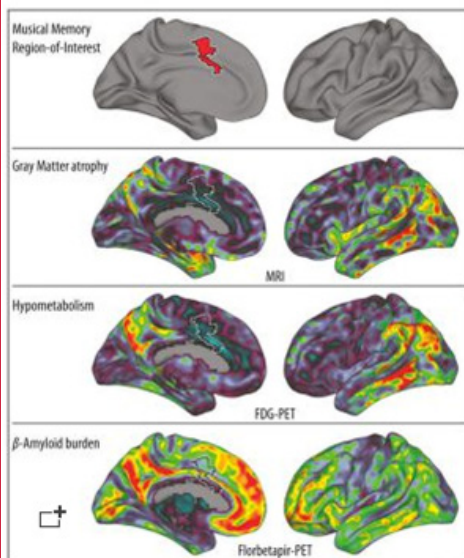 Musical Memory
Region-of-Interest
Gray Matter atrophy
MRI
Hypometabolism
FDG-PET
β-Amyloid burden
Florbetapir-PET